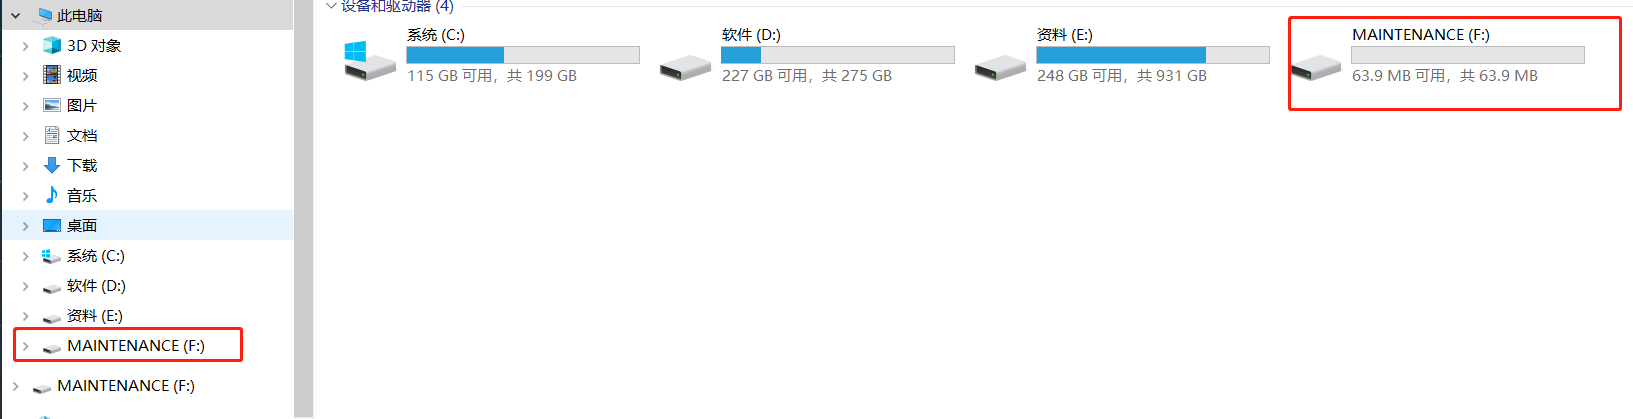 此电脑
3D 对象
视频
图片
文档
下载
音乐
桌面
系统 (C:)
软件 (D:)
资料 (E:)
MAINTENANCE (F:)
MAINTENANCE (F:)
设备和驱动器 (4)
系统 (C:)
115 GB 可用，共 199 GB
软件 (D:)
227 GB 可用，共 275 GB
资料 (E:)
248 GB 可用，共 931 GB
MAINTENANCE (F:)
63.9 MB 可用，共 63.9 MB